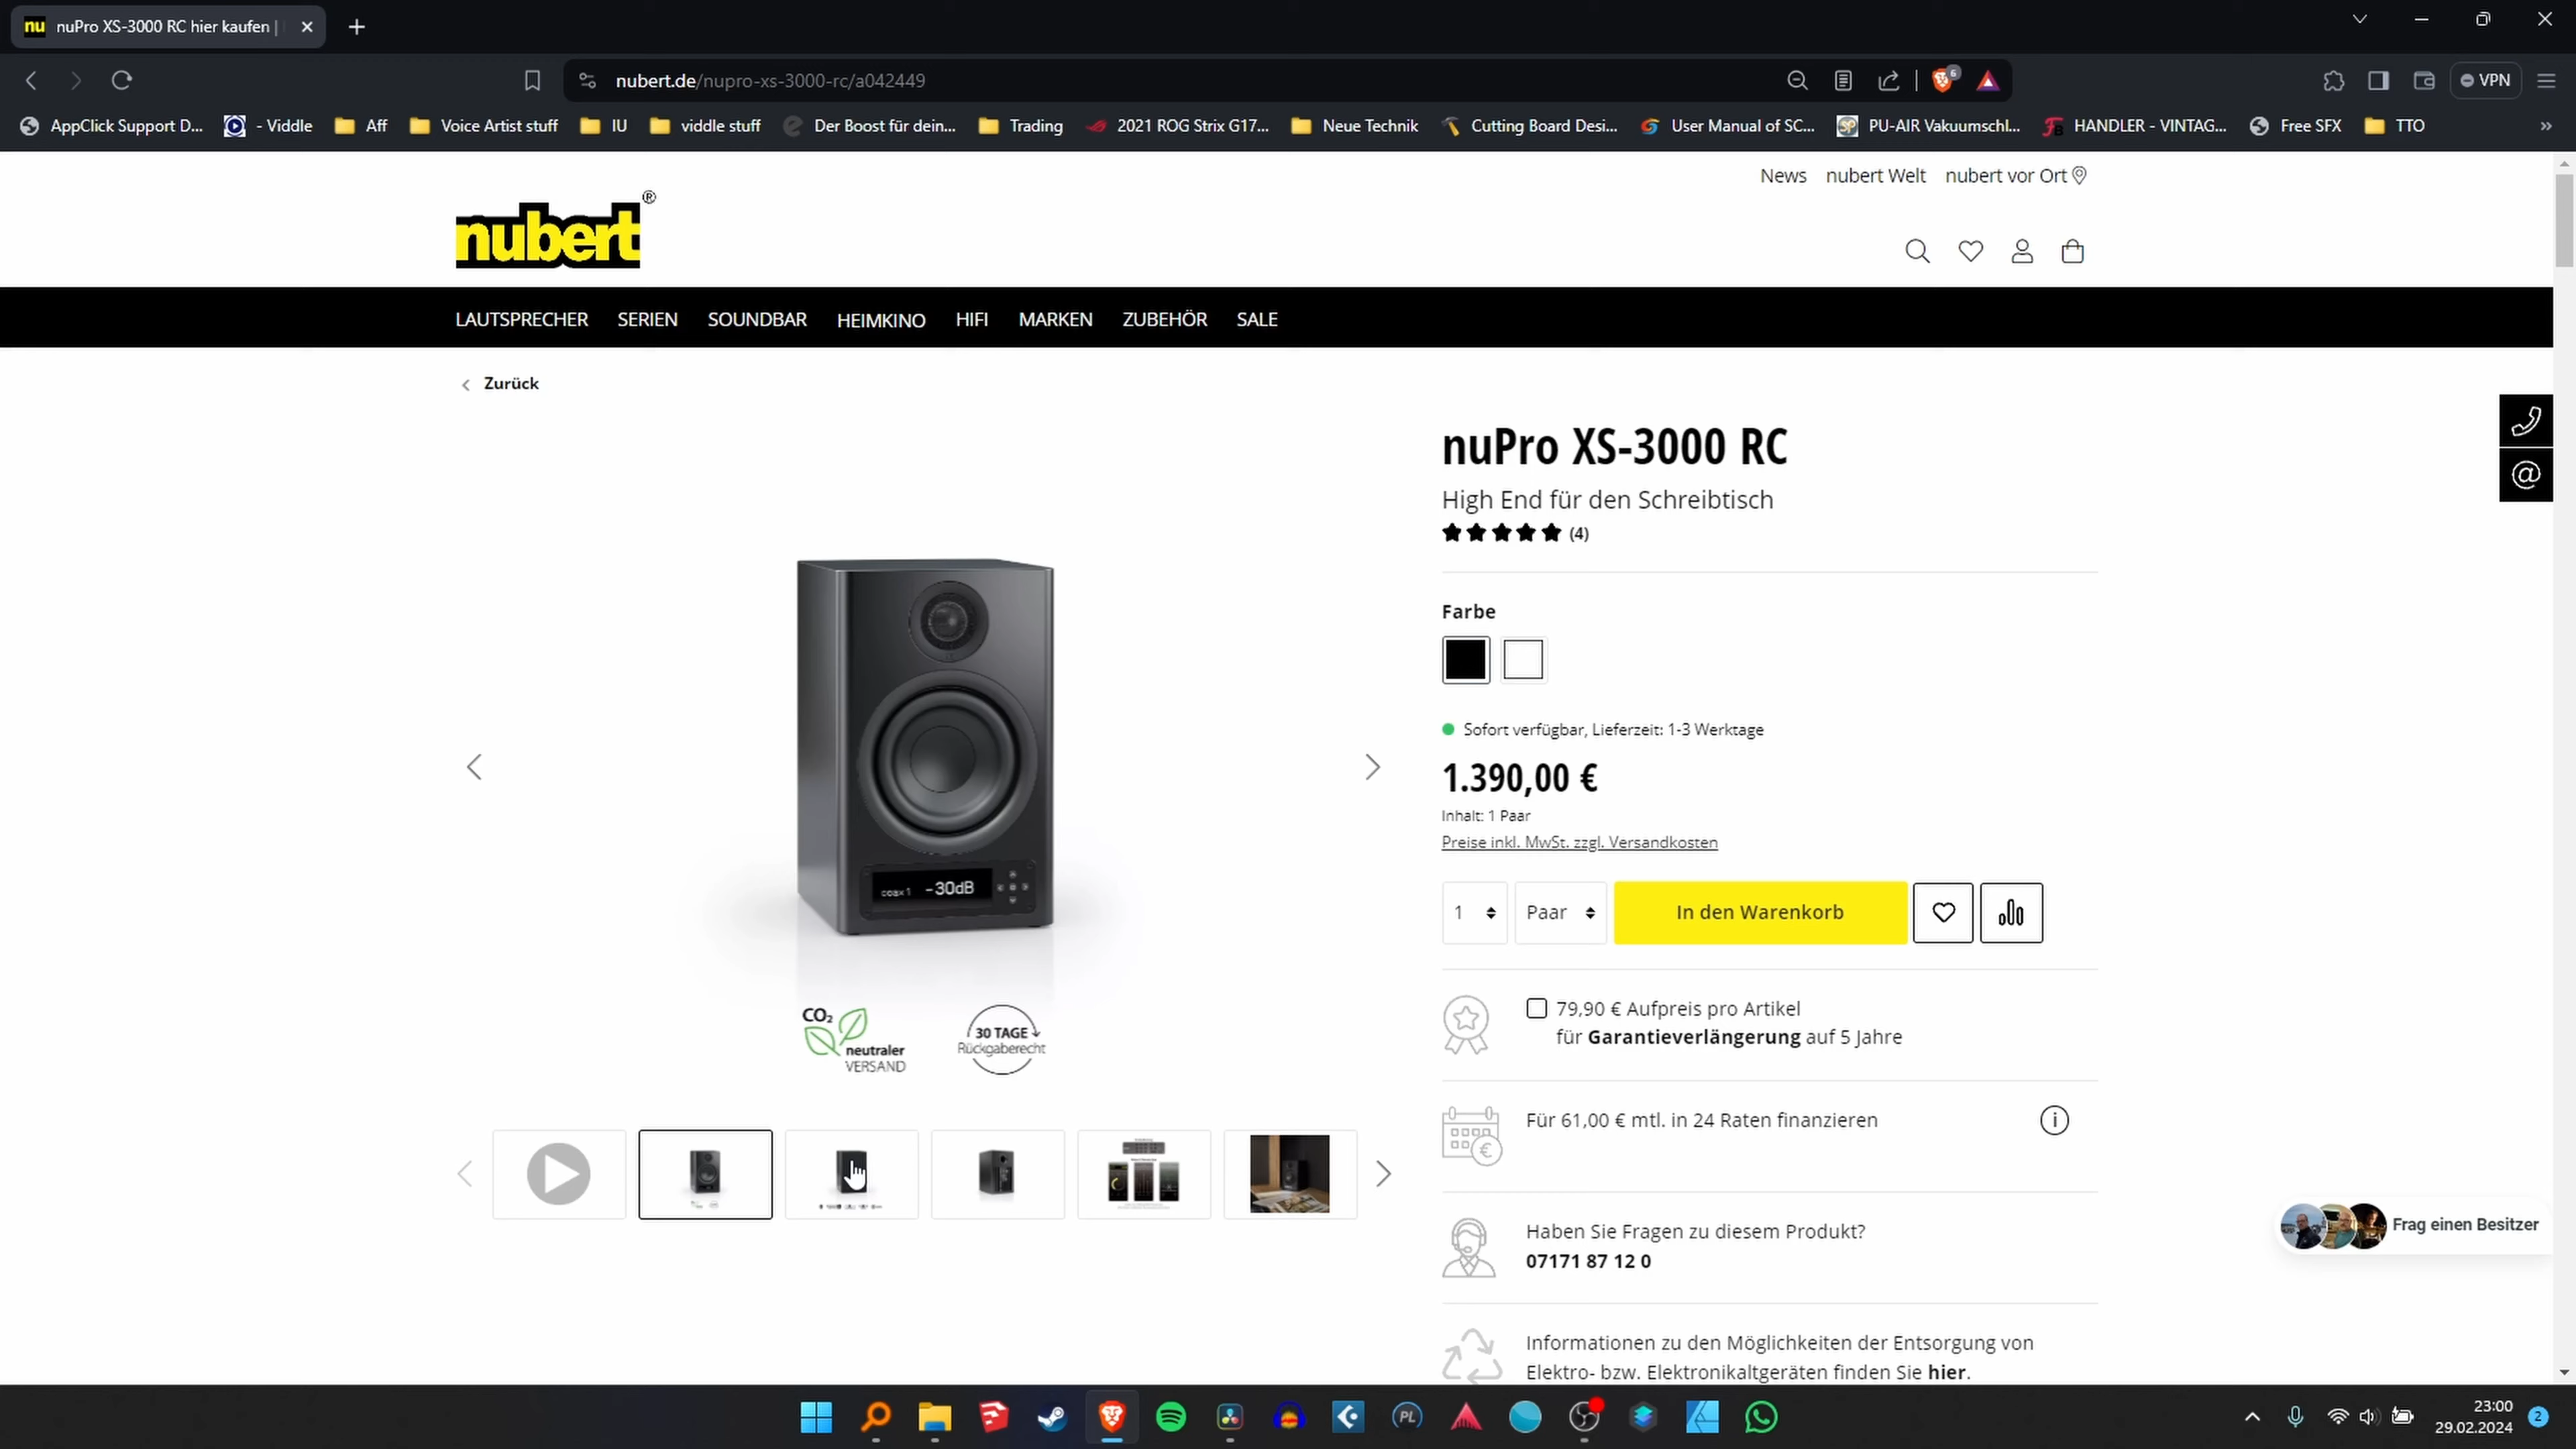 nu nuPro XS-3000 RC hier kaufen |
nubert.de/nupro-xs-3000-rc/a042449
6
VPN
AppClick Support D... - Viddle Aff Voice Artist stuff IU viddle stuff Der Boost für dein... Trading 2021 ROG Strix G17... Neue Technik Cutting Board Desi... User Manual of SC... PU-AIR Vakuumschl... HANDLER - VINTAG... Free SFX TTO »
News nubert Welt nubert vor Ort
nubert®
LAUTSPRECHER SERIEN SOUNDBAR HEIMKINO HIFI MARKEN ZUBEHÖR SALE
Zurück
nuPro XS-3000 RC
High End für den Schreibtisch
(4)
Farbe
Sofort verfügbar, Lieferzeit: 1-3 Werktage
1.390,00 €
Inhalt: 1 Paar
Preise inkl. MwSt. zzgl. Versandkosten
1 Paar In den Warenkorb
coax 1 -30dB
CO₂
neutraler
VERSAND
30 TAGE
Rückgaberecht
79,90 € Aufpreis pro Artikel
für Garantieverlängerung auf 5 Jahre
Für 61,00 € mtl. in 24 Raten finanzieren
Haben Sie Fragen zu diesem Produkt?
07171 87 12 0
Frag einen Besitzer
Informationen zu den Möglichkeiten der Entsorgung von
Elektro- bzw. Elektronikaltgeräten finden Sie hier.
PL
23:00
29.02.2024
2